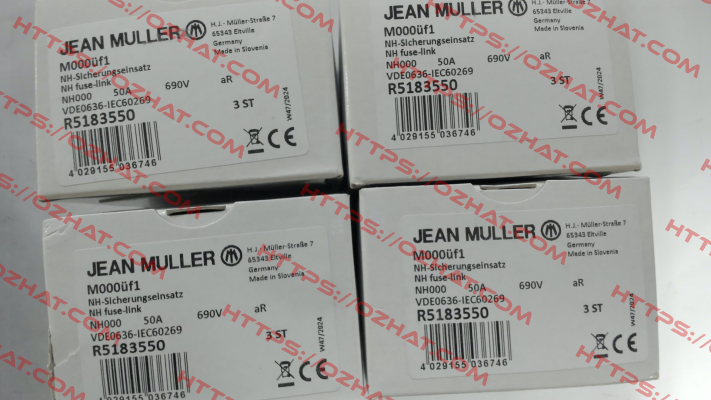 JEAN MULLER
H.J.- Müller-Straße 7
65343 Eltville
Germany
Made in Slovenia
M000üf1
NH-Sicherungseinsatz
NH fuse-link
NH000 50A 690V aR
VDE0636-IEC60269
R5183550
3 ST
W47/2024
4 029155 036746
JEAN MULLER
H.J.- Müller-Straße 7
65343 Eltville
Germany
Made in Slovenia
M000üf1
NH-Sicherungseinsatz
NH fuse-link
NH000 50A 690V aR
VDE0636-IEC60269
R5183550
3 ST
W47/2024
4 029155 036746
JEAN MULLER
H.J.- Müller-Straße 7
65343 Eltville
Germany
Made in Slovenia
M000üf1
NH-Sicherungseinsatz
NH fuse-link
NH000 50A 690V aR
VDE0636-IEC60269
R5183550
3 ST
W47/2024
4 029155 036746
JEAN MULLER
H.J.- Müller-Straße 7
65343 Eltville
Germany
Made in Slovenia
M000üf1
NH-Sicherungseinsatz
NH fuse-link
NH000 50A 690V aR
VDE0636-IEC60269
R5183550
3 ST
W47/2024
4 029155 036746
HTTPS://OZHAT.COM